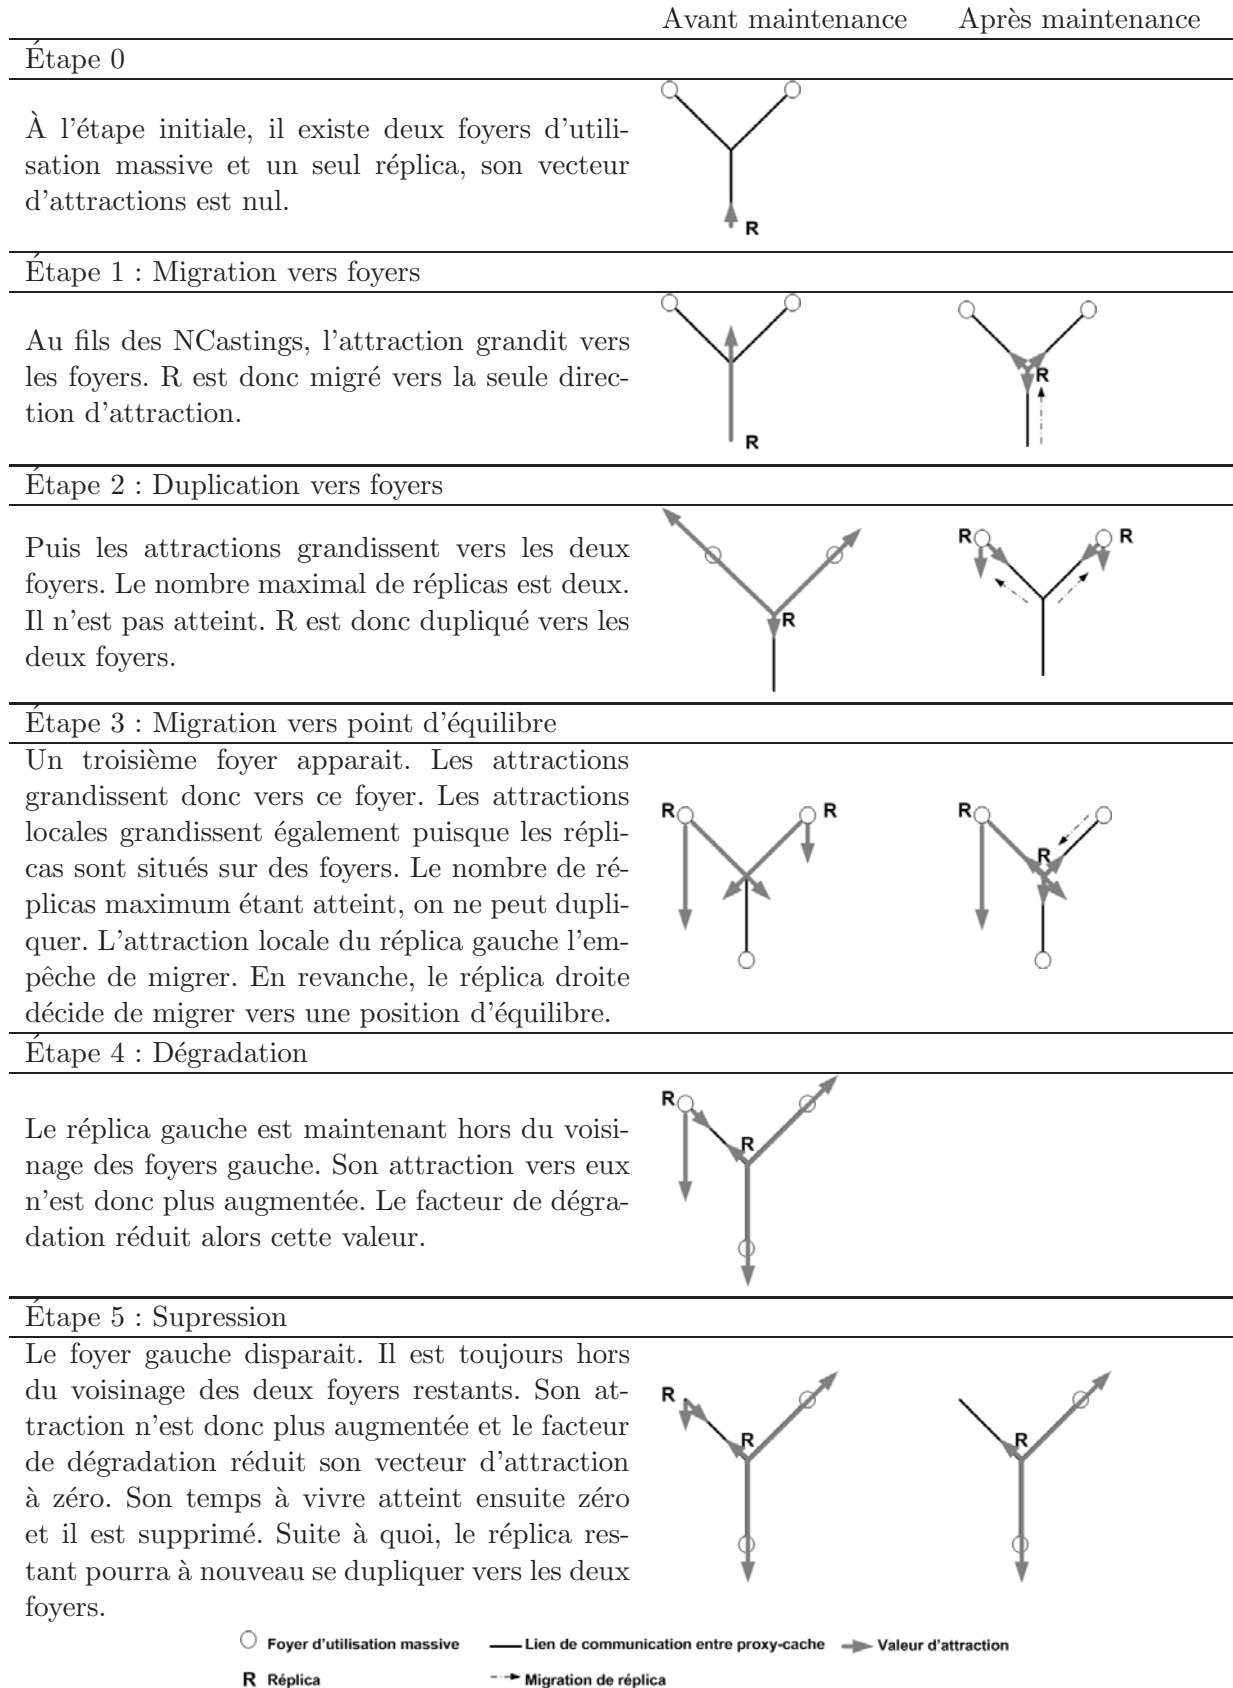 Avant maintenance Après maintenance
Étape 0
À l'étape initiale, il existe deux foyers d'utili-
sation massive et un seul réplica, son vecteur
d'attractions est nul.
R
Étape 1 : Migration vers foyers
Au fils des NCastings, l'attraction grandit vers
les foyers. R est donc migré vers la seule direc-
tion d'attraction.
R
R
Étape 2 : Duplication vers foyers
Puis les attractions grandissent vers les deux
foyers. Le nombre maximal de réplicas est deux.
Il n'est pas atteint. R est donc dupliqué vers les
deux foyers.
R
R R
Étape 3 : Migration vers point d'équilibre
Un troisième foyer apparait. Les attractions
grandissent donc vers ce foyer. Les attractions
locales grandissent également puisque les répli-
cas sont situés sur des foyers. Le nombre de ré-
plicas maximum étant atteint, on ne peut dupli-
quer. L'attraction locale du réplica gauche l'em-
pêche de migrer. En revanche, le réplica droite
décide de migrer vers une position d'équilibre.
R R
R R
Étape 4 : Dégradation
Le réplica gauche est maintenant hors du voisi-
nage des foyers gauche. Son attraction vers eux
n'est donc plus augmentée. Le facteur de dégra-
dation réduit alors cette valeur.
R
R
Étape 5 : Supression
Le foyer gauche disparait. Il est toujours hors
du voisinage des deux foyers restants. Son at-
traction n'est donc plus augmentée et le facteur
de dégradation réduit son vecteur d'attraction
à zéro. Son temps à vivre atteint ensuite zéro
et il est supprimé. Suite à quoi, le réplica res-
tant pourra à nouveau se dupliquer vers les deux
foyers.
R
R
R
Foyer d'utilisation massive Lien de communication entre proxy-cache Valeur d'attraction
R Réplica Migration de réplica